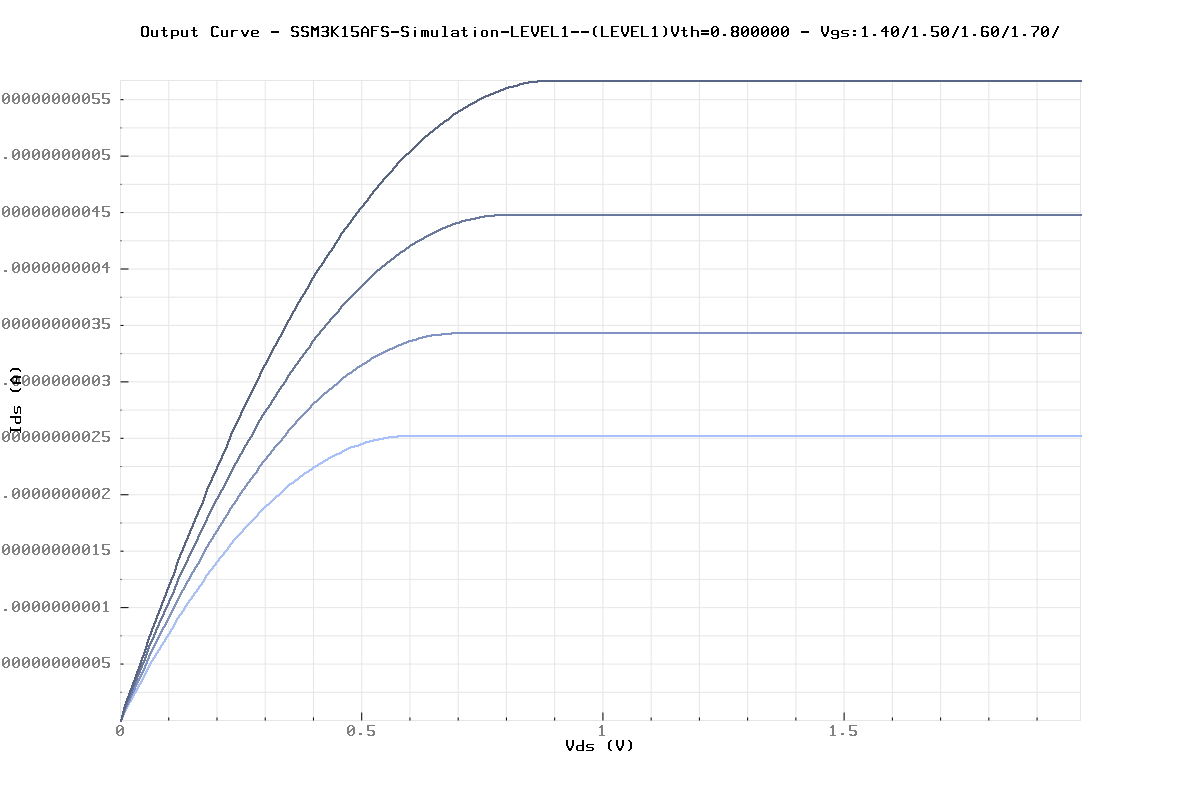 Output Curve - SSM3K15AFS-Simulation-LEVEL1--(LEVEL1)Vth=0.800000 - Vgs:1.40/1.50/1.60/1.70/
00000000055
.0000000005
00000000045
.0000000004
00000000035
0000000003
00000000025
.0000000002
00000000015
.0000000001
00000000005
Ids (A)
0 0.5 1 1.5
Vds (V)